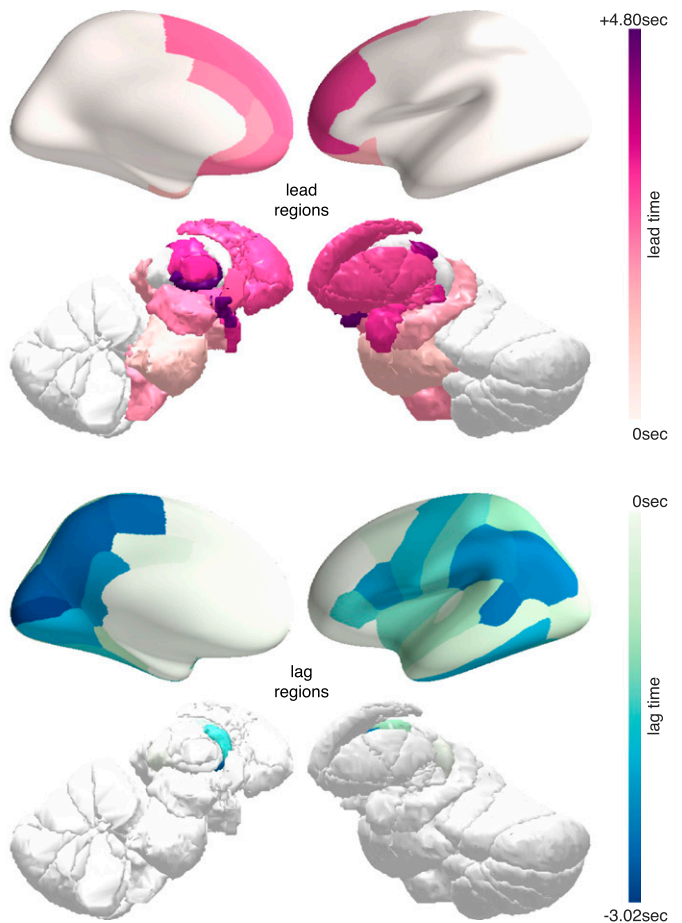 +4.80sec
lead
regions
lead time
0sec
0sec
lag
regions
lag time
-3.02sec